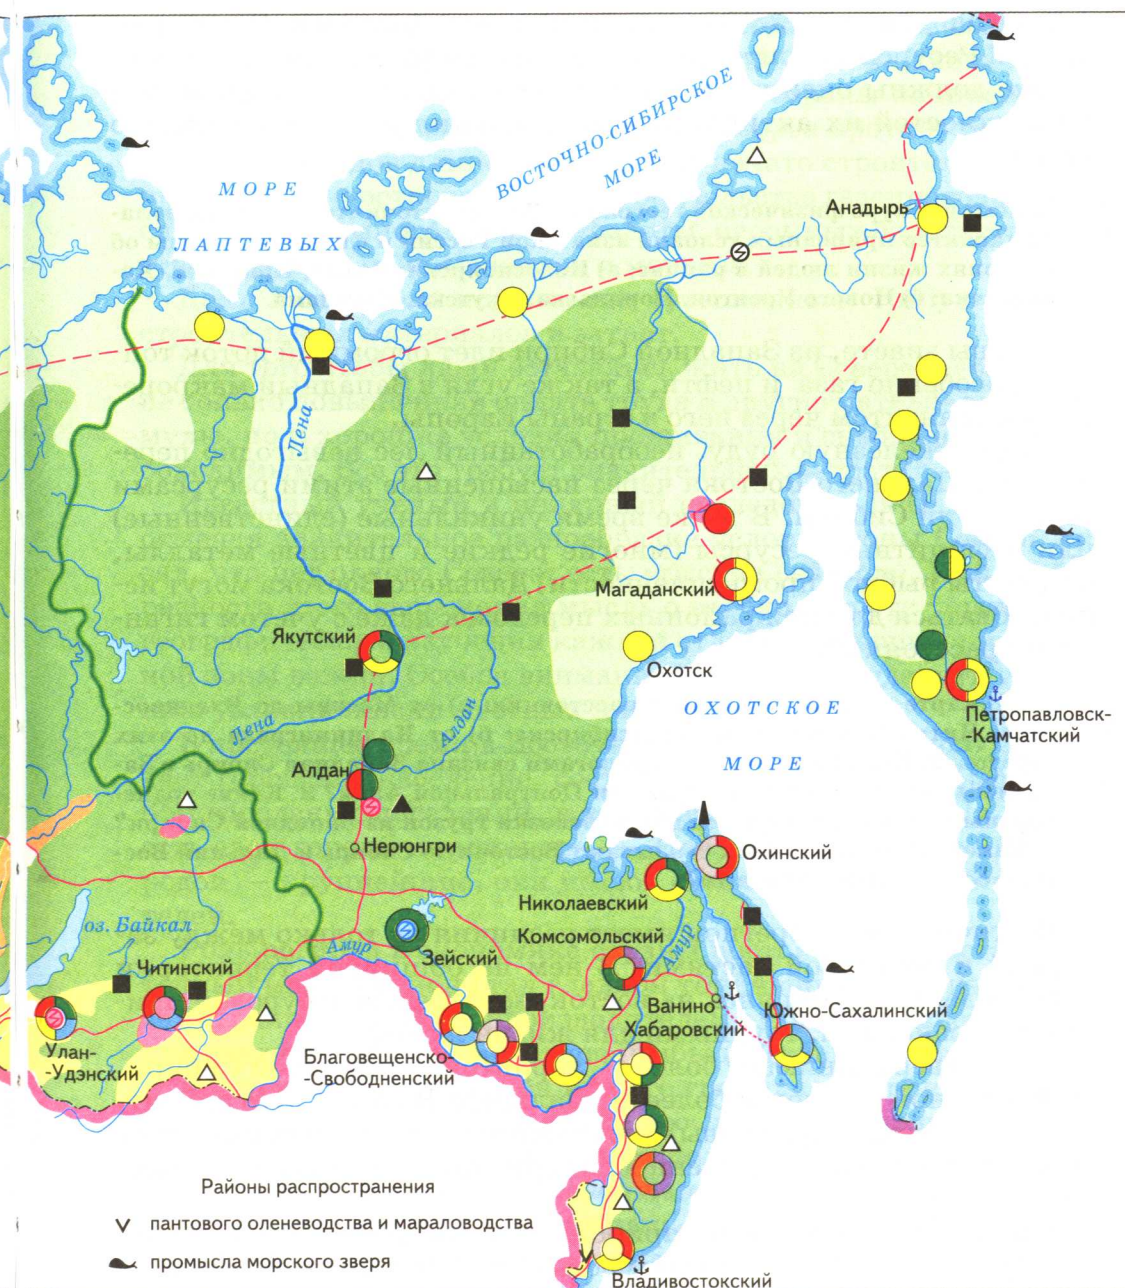 МОРЕ
ЛАПТЕВЫХ
ВОСТОЧНО-СИБИРСКОЕ
МОРЕ
Анадырь
Лена
Магаданский
Якутский
Охотск
ОХОТСКОЕ
МОРЕ
Петропавловск-
-Камчатский
Лена
Алдан
Алдан
Нерюнгри
Охинский
Николаевский
Комсомольский
оз. Байкал
Амур
Зейский
Амур
Читинский
Ванино
Хабаровский
Южно-Сахалинский
Улан-
-Удэнский
Благовещенско-
-Свободненский
Районы распространения
пантового оленеводства и мараловодства
промысла морского зверя
Владивостокский